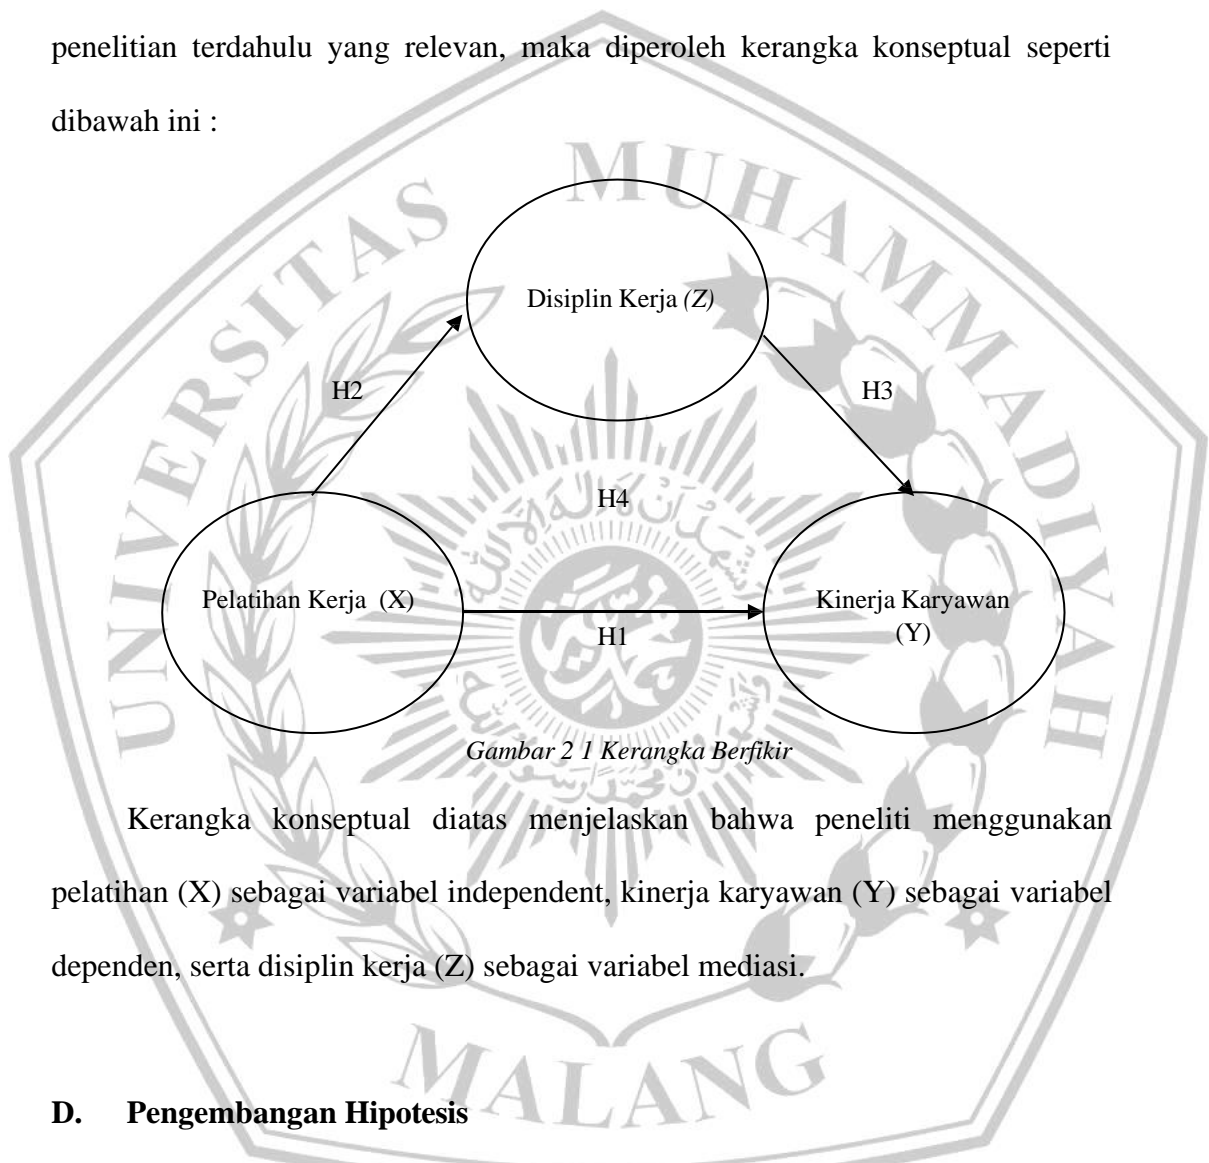 penelitian terdahulu yang relevan, maka diperoleh kerangka konseptual seperti
dibawah ini :
UNIVERSITAS MUHAMMADIYAH
Disiplin Kerja (Z)
H2
H3
H4
Pelatihan Kerja (X)
Kinerja Karyawan
(Y)
H1
Gambar 2 1 Kerangka Berfikir
Kerangka konseptual diatas menjelaskan bahwa peneliti menggunakan
pelatihan (X) sebagai variabel independent, kinerja karyawan (Y) sebagai variabel
dependen, serta disiplin kerja (Z) sebagai variabel mediasi.
MALANG
D. Pengembangan Hipotesis